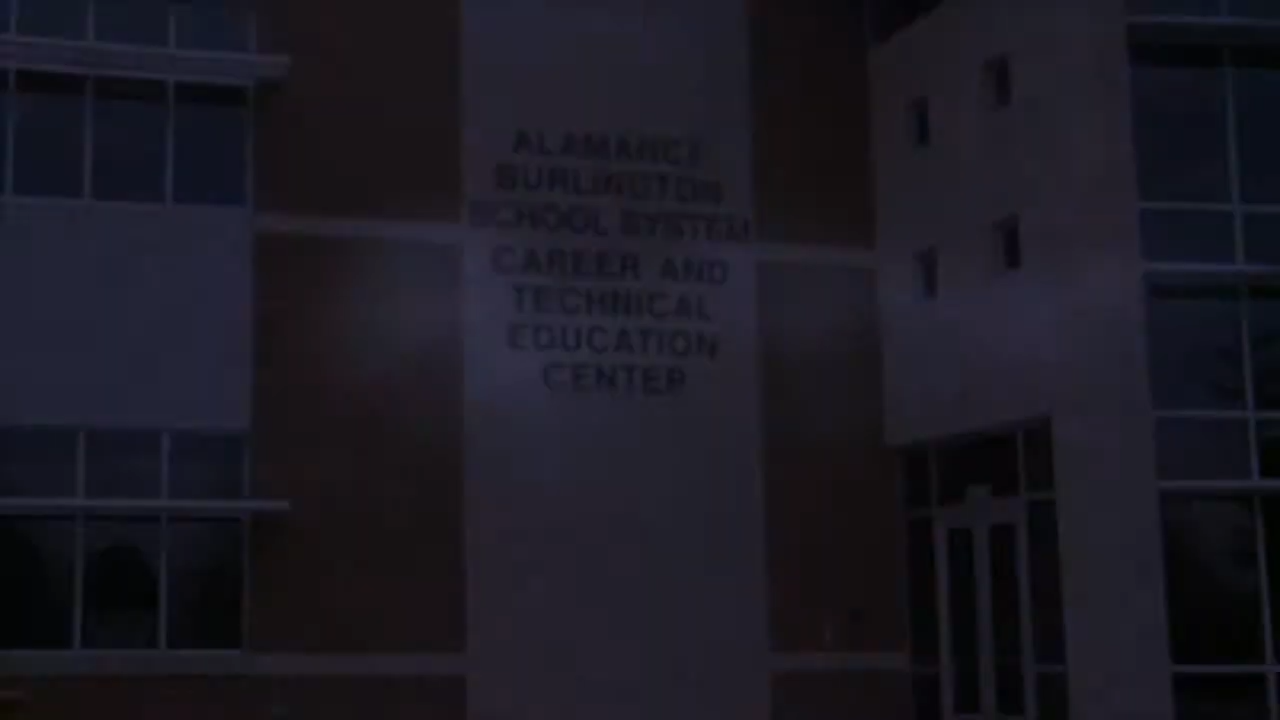 ALAMANCE
BURLINGTON
SCHOOL SYSTEM
CAREER AND
TECHNICAL
EDUCATION
CENTER